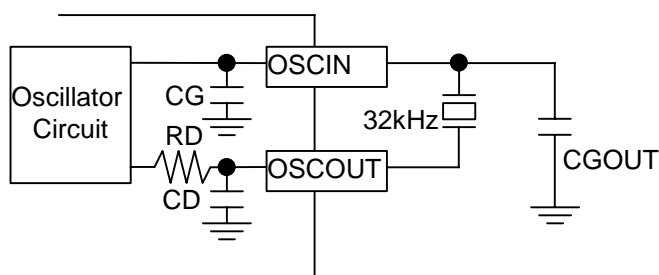 OSCIN
Oscillator
Circuit
CG
32kHz
RD
CGOUT
OSCOUT
CD